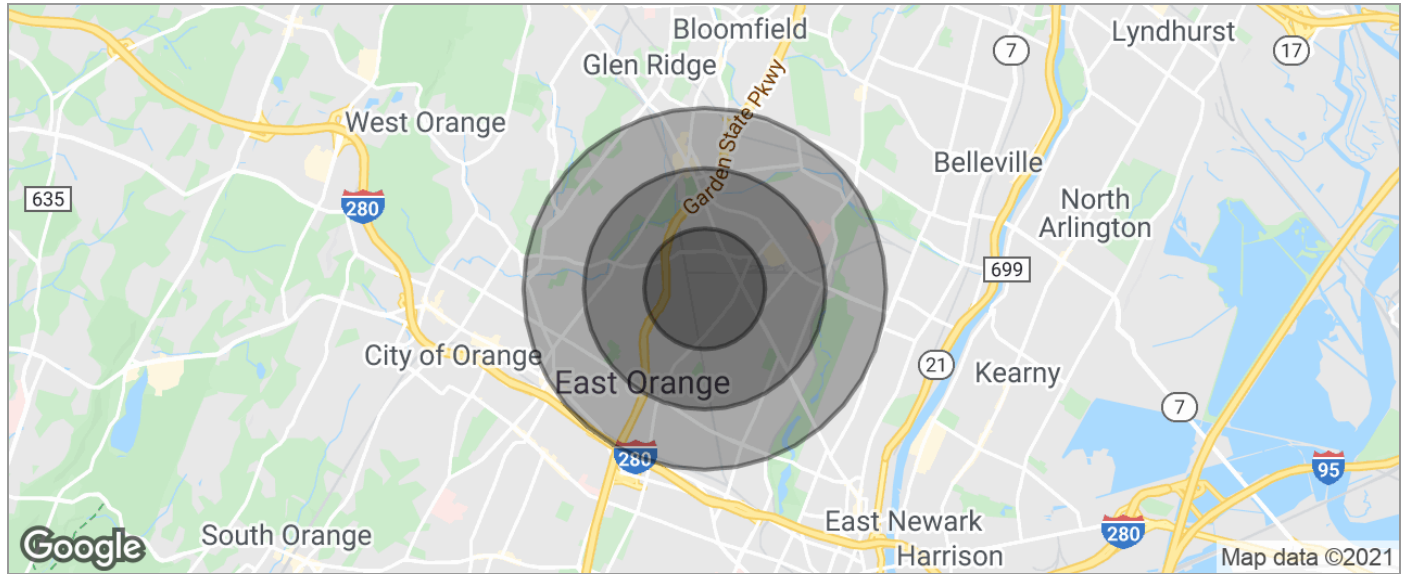 Bloomfield
Lyndhurst
7
17
Glen Ridge
Garden State Pkwy
West Orange
Belleville
635
280
North
Arlington
699
City of Orange
East Orange
21
Kearny
7
280
95
South Orange
East Newark
280
Harrison
Google
Map data ©2021